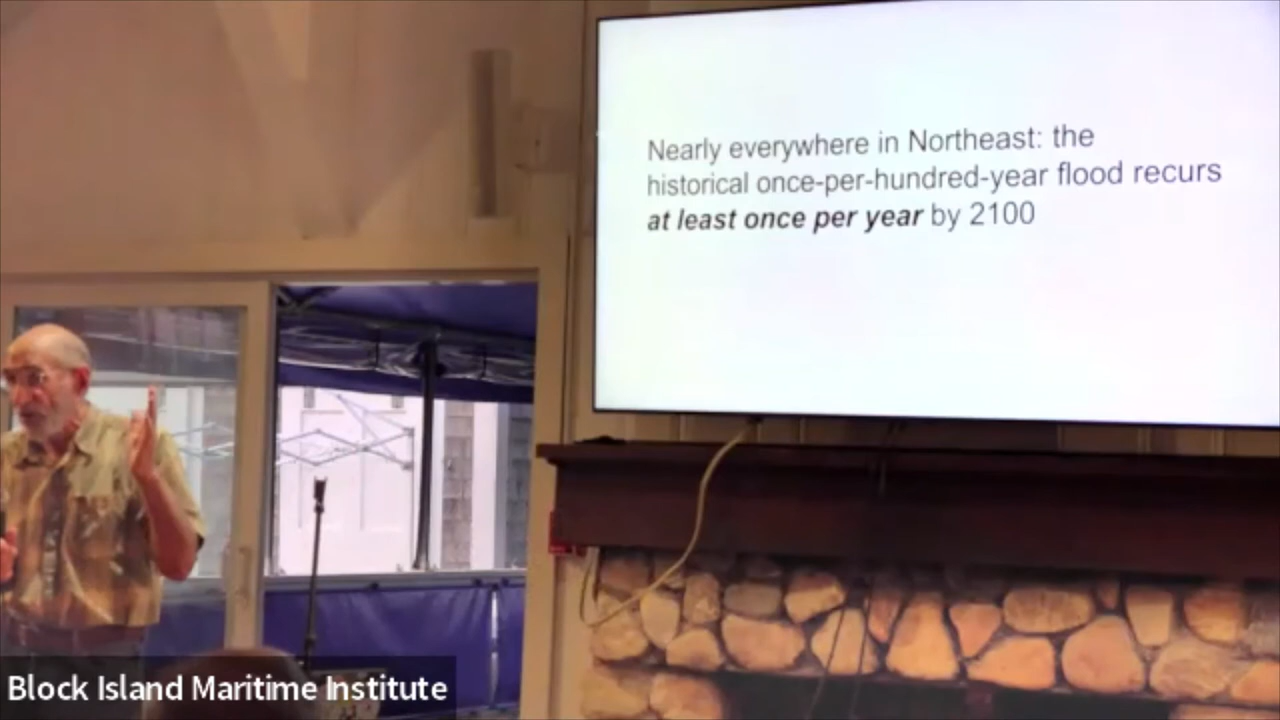 Nearly everywhere in Northeast: the
historical once-per-hundred-year flood recurs
at least once per year by 2100
Block Island Maritime Institute